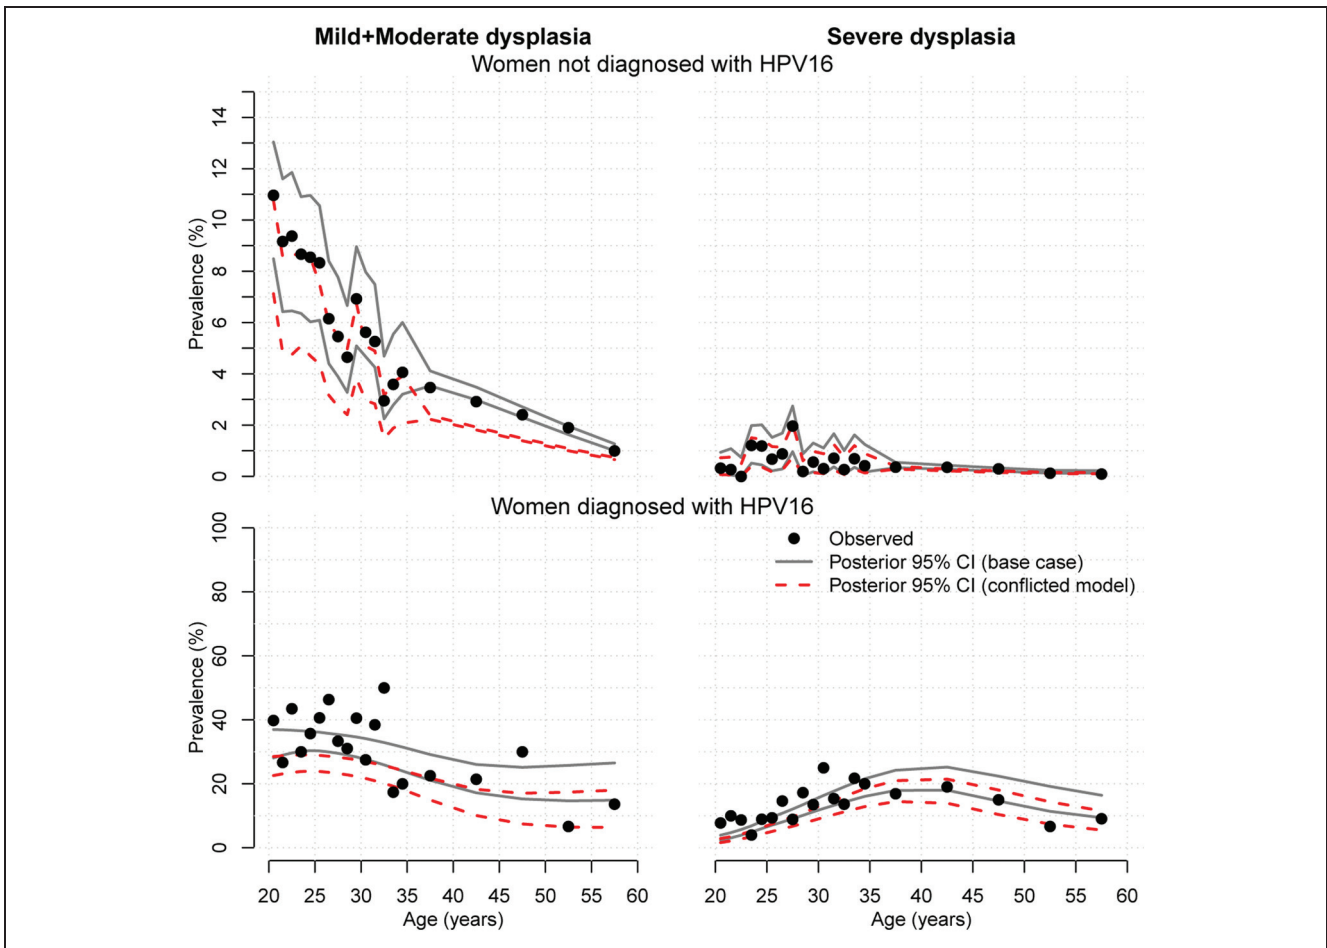 Mild+Moderate dysplasia
Severe dysplasia
Women not diagnosed with HPV16
Prevalence (%)
14
12
10
8
6
4
2
0
Women diagnosed with HPV16
Prevalence (%)
100
80
60
40
20
0
Observed
Posterior 95% CI (base case)
Posterior 95% CI (conflicted model)
20 25 30 35 40 45 50 55 60
20 25 30 35 40 45 50 55 60
Age (years)
Age (years)